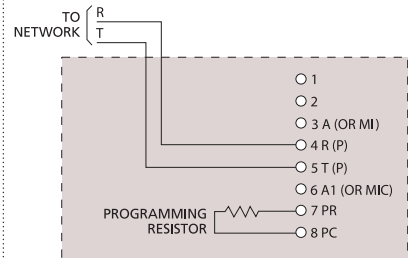 TO
NETWORK
R
T
1
2
3 A (OR MI)
4 R (P)
5 T (P)
6 A1 (OR MIC)
PROGRAMMING
RESISTOR
7 PR
8 PC